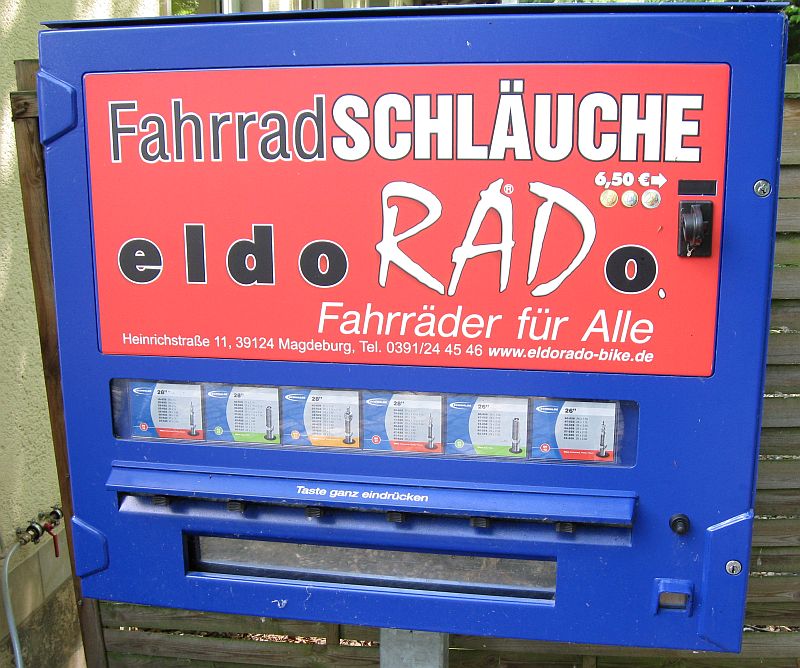 FahrradSCHLÄUCHE
6,50 €
eldoRADo.®
Fahrräder für Alle
Heinrichstraße 11, 39124 Magdeburg, Tel. 0391/24 45 46 www.eldorado-bike.de
28" 28" 28" 28" 26" 26"
Taste ganz eindrücken